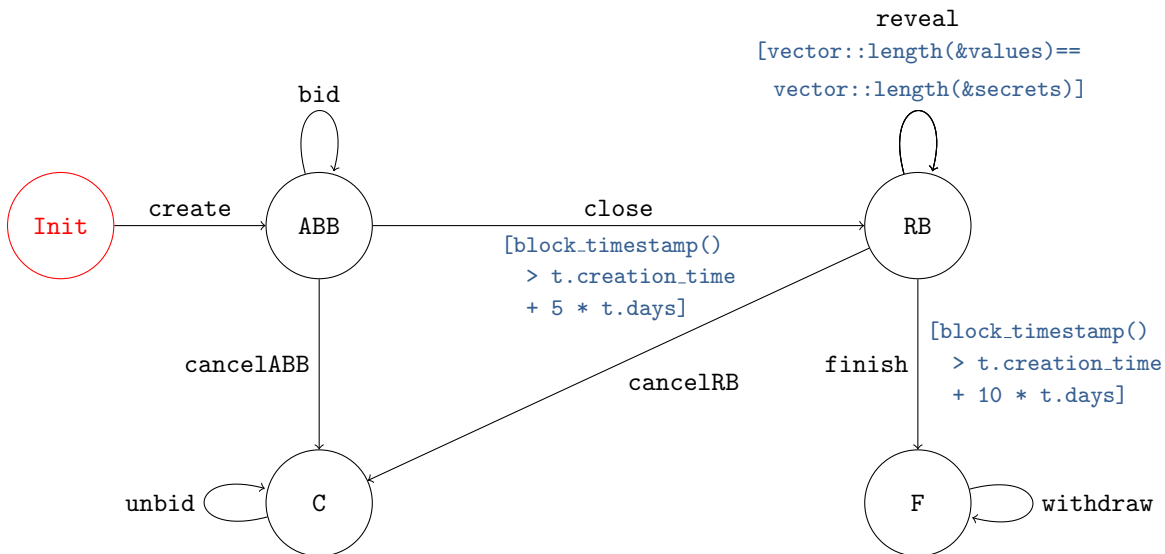 reveal
[vector::length(&values)==
vector::length(&secrets)]
bid
Init
create
ABB
close
RB
[block_timestamp()
> t.creation_time
+ 5 * t.days]
cancelABB
cancelRB
finish
[block_timestamp()
> t.creation_time
+ 10 * t.days]
unbid
C
F
withdraw